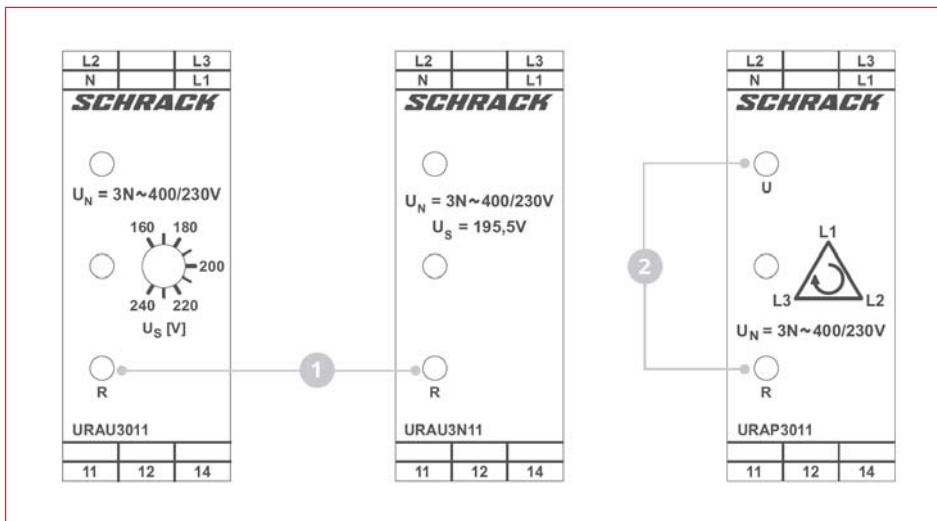 L2 L3
N L1
SCHRACK
U_N = 3N~400/230V
160 180
200
240 220
U_S [V]
R
URAU3011
11 12 14
L2 L3
N L1
SCHRACK
U_N = 3N~400/230V
U_S = 195,5V
R
URAU3N11
11 12 14
1
L2 L3
N L1
SCHRACK
U
L1
L3 L2
U_N = 3N~400/230V
R
URAP3011
11 12 14
2